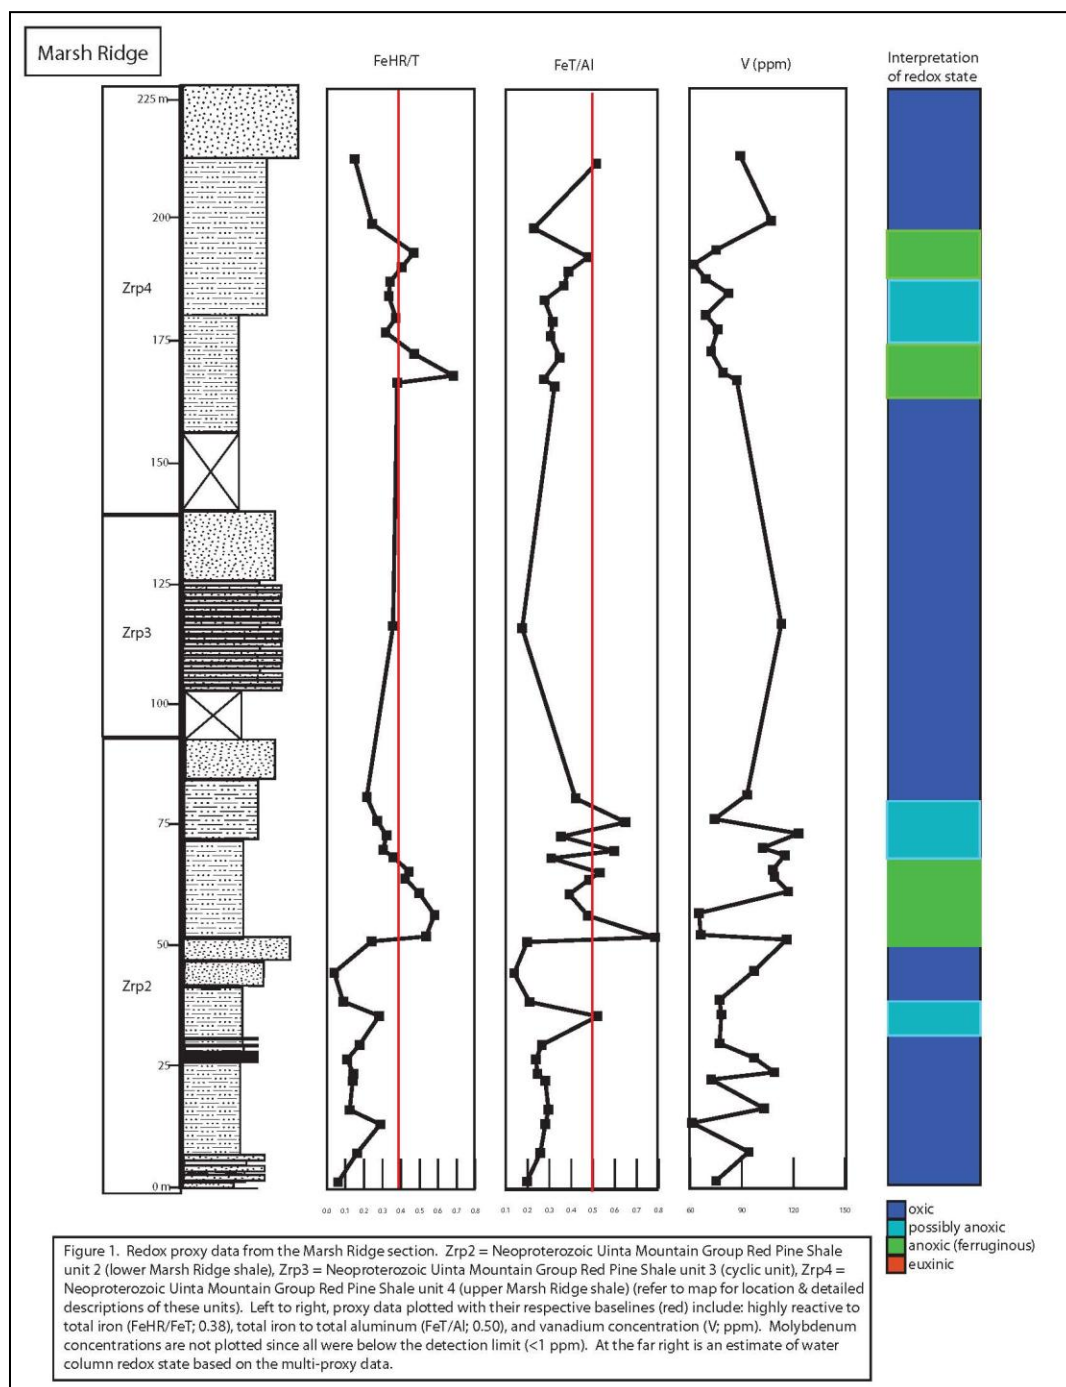 Marsh Ridge
FeHR/T
FeT/Al
V (ppm)
Interpretation
of redox state
225 m
200
Zrp4
175
150
125
Zrp3
100
75
50
Zrp2
25
0 m
0.0 0.1 0.2 0.3 0.4 0.5 0.6 0.7 0.8
0.1 0.2 0.3 0.4 0.5 0.6 0.7 0.8
60 90 120 150
oxic
possibly anoxic
anoxic (ferruginous)
euxinic
Figure 1. Redox proxy data from the Marsh Ridge section. Zrp2 = Neoproterozoic Uinta Mountain Group Red Pine Shale
unit 2 (lower Marsh Ridge shale), Zrp3 = Neoproterozoic Uinta Mountain Group Red Pine Shale unit 3 (cyclic unit), Zrp4 =
Neoproterozoic Uinta Mountain Group Red Pine Shale unit 4 (upper Marsh Ridge shale) (refer to map for location & detailed
descriptions of these units). Left to right, proxy data plotted with their respective baselines (red) include: highly reactive to
total iron (FeHR/FeT; 0.38), total iron to total aluminum (FeT/Al; 0.50), and vanadium concentration (V; ppm). Molybdenum
concentrations are not plotted since all were below the detection limit (<1 ppm). At the far right is an estimate of water
column redox state based on the multi-proxy data.